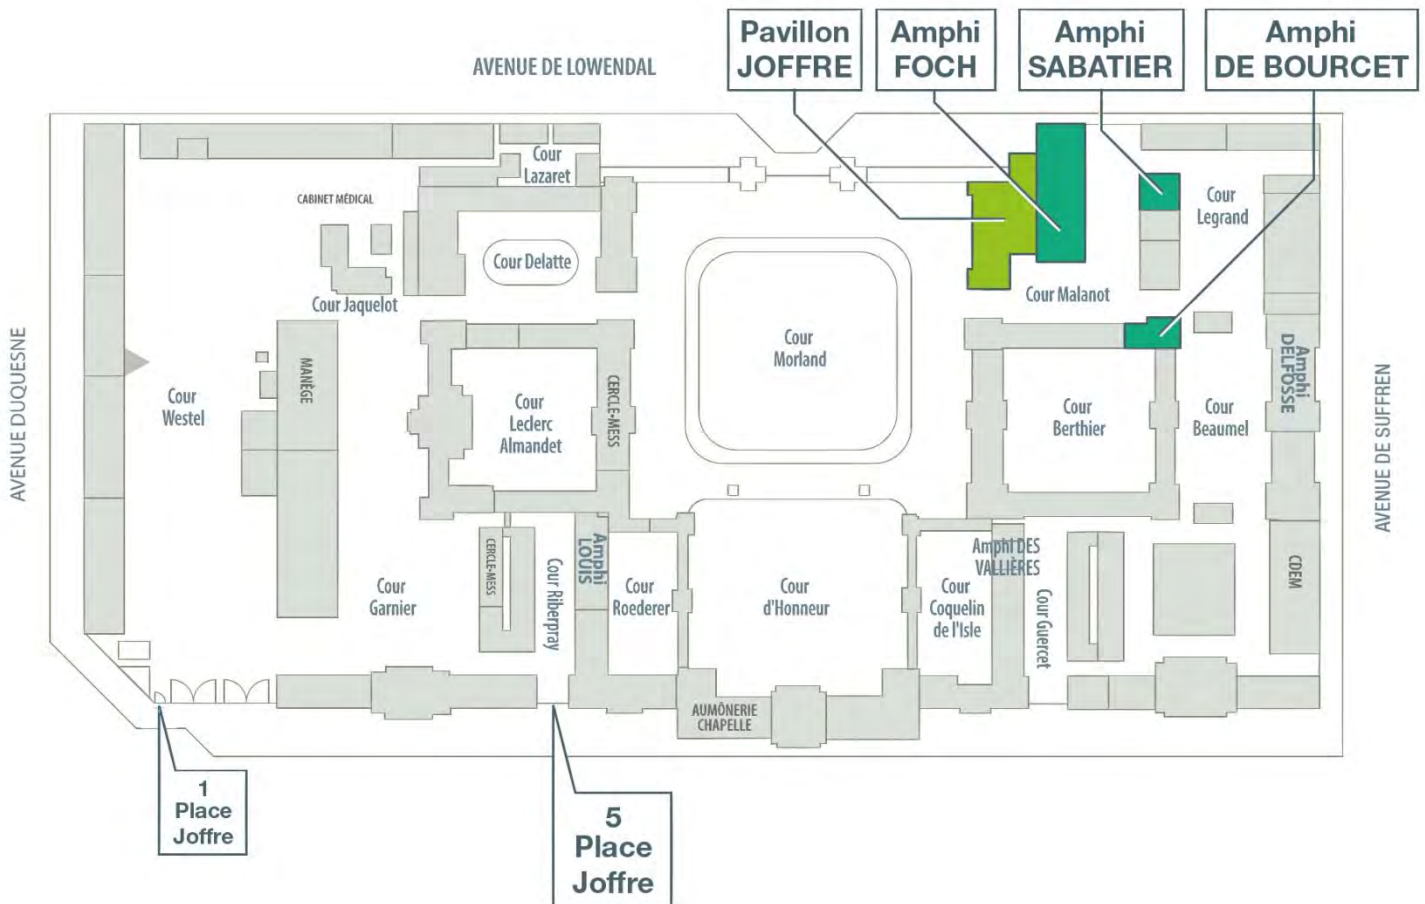 Pavillon
JOFFRE
Amphi
FOCH
Amphi
SABATIER
Amphi
DE BOURCET
AVENUE DE LOWENDAL
Cour
Lazaret
CABINET MÉDICAL
Cour
Legrand
Cour Delatte
Cour Jaquelot
Cour Malanot
AVENUE DUQUESNE
MANÈGE
Cour
Westel
Cour
Leclerc
Almandet
CERCLE-MESS
Cour
Morland
Cour
Berthier
Cour
Beaumel
Amphi
DELFOSSE
AVENUE DE SUFFREN
Cour
Garnier
CERCLE-MESS
Cour Riberpray
Amphi
LOUIS
Cour
Roederer
Cour
d'Honneur
Amphi DES
VALLIÈRES
Cour
Coquelin
de l'Isle
Cour Guercet
CDEM
AUMÔNERIE
CHAPELLE
1
Place
Joffre
5
Place
Joffre